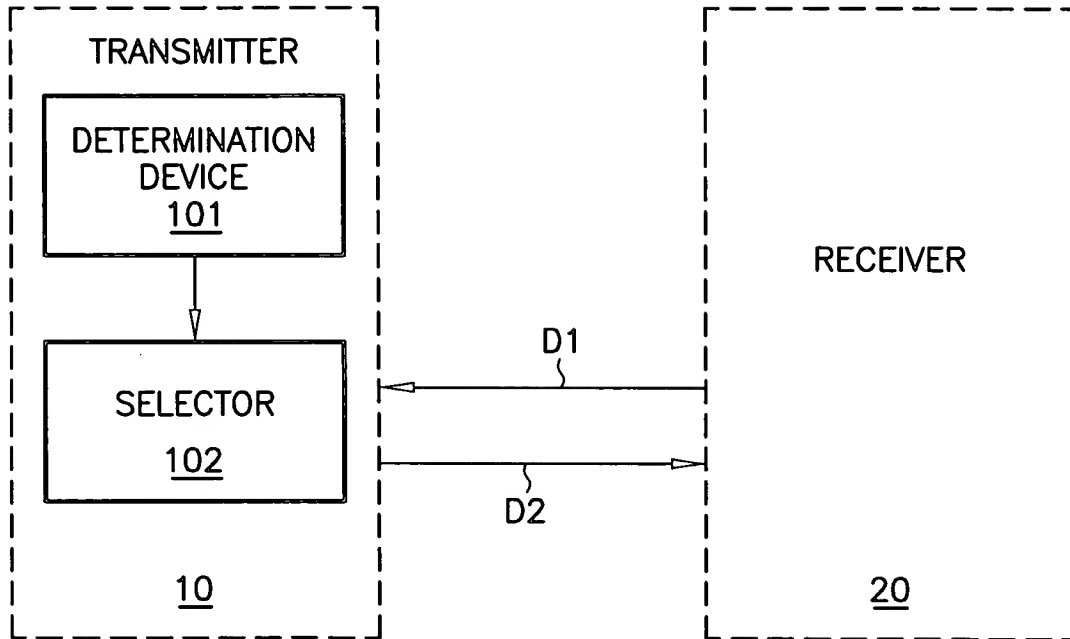 TRANSMITTER
DETERMINATION
DEVICE
101
SELECTOR
102
10
D1
D2
RECEIVER
20